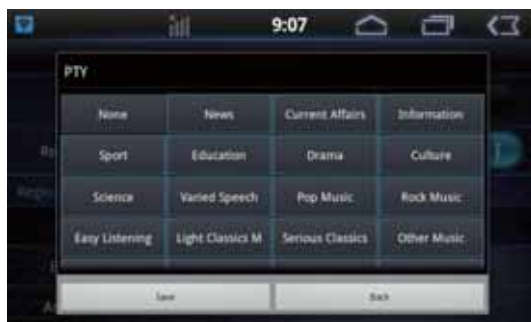 9:07
PTY
None News Current Affairs Information
Sport Education Drama Culture
Science Varied Speech Pop Music Rock Music
Easy Listening Light Classics M Serious Classics Other Music
Save Back